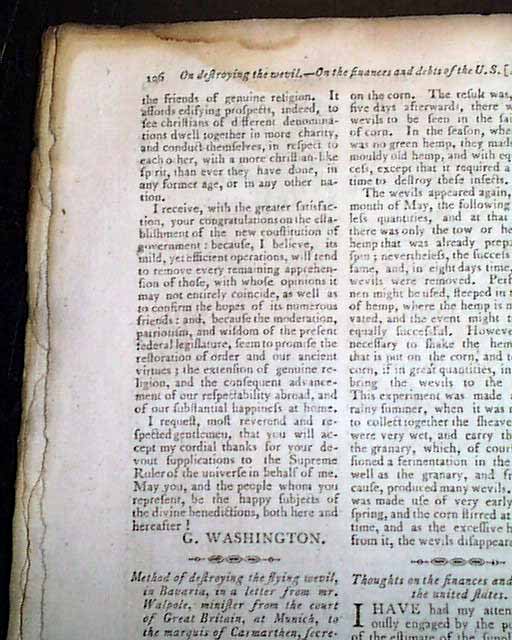 106 On destroying the wevil.—On the finances and debts of the U.S. [
the friends of genuine religion. It
affords edifying prospects, indeed, to
see christians of different denomina-
tions dwell together in more charity,
and conduct themselves, in respect to
each other, with a more christian-like
spirit, than ever they have done, in
any former age, or in any other na-
tion.
I receive, with the greater satisfac-
tion, your congratulations on the esta-
blishment of the new constitution of
government: because, I believe, its
mild, yet efficient operations, will tend
to remove every remaining apprehen-
sion of those, with whose opinions it
may not entirely coincide, as well as
to confirm the hopes of its numerous
friends: and, because the moderation,
patriotism, and wisdom of the present
federal legislature, seem to promise the
restoration of order and our ancient
virtues; the extension of genuine re-
ligion, and the consequent advance-
ment of our respectability abroad, and
of our substantial happiness at home.
I request, most reverend and re-
spected gentlemen, that you will ac-
cept my cordial thanks for your de-
vout supplications to the Supreme
Ruler of the universe in behalf of me.
May you, and the people whom you
represent, be the happy subjects of
the divine benedictions, both here and
hereafter!
G. WASHINGTON.
Method of destroying the flying wevil,
in Bavaria, in a letter from mr.
Walpole, minister from the court
of Great Britain, at Munich, to
the marquis of Carmarthen, secre-
on the corn. The result was,
five days afterwards, there w
wevils to be seen in the sa
of corn. In the season, whe
was no green hemp, they made
mouldy old hemp, and with eq
cess, except that it required a
time to destroy these insects.
The wevils appeared again,
month of May, the following
less quantities, and at that
there was only the tow or he
hemp that was already prepa
spin; nevertheless, the success
same, and, in eight days time,
wevils were removed. Perh
nen might be used, steeped in t
of hemp, where the hemp is n
vated, and the event might
equally successful. Howeve
necessary to shake the hem
that is put on the corn, and to
corn, if in great quantities, in
bring the wevils to the
This experiment was made
rainy summer, when it was n
to collect together the sheave
were very wet, and carry th
the granary, which, of cour
sioned a fermentation in the
well as the granary, and fr
cause, produced many wevils.
was made use of very early
spring, and the corn stirred at
time, and as the excessive h
from it, the wevils disappeare
Thoughts on the finances and
the united states.
I HAVE had my atten
ously engaged by the p
of the esteem of the